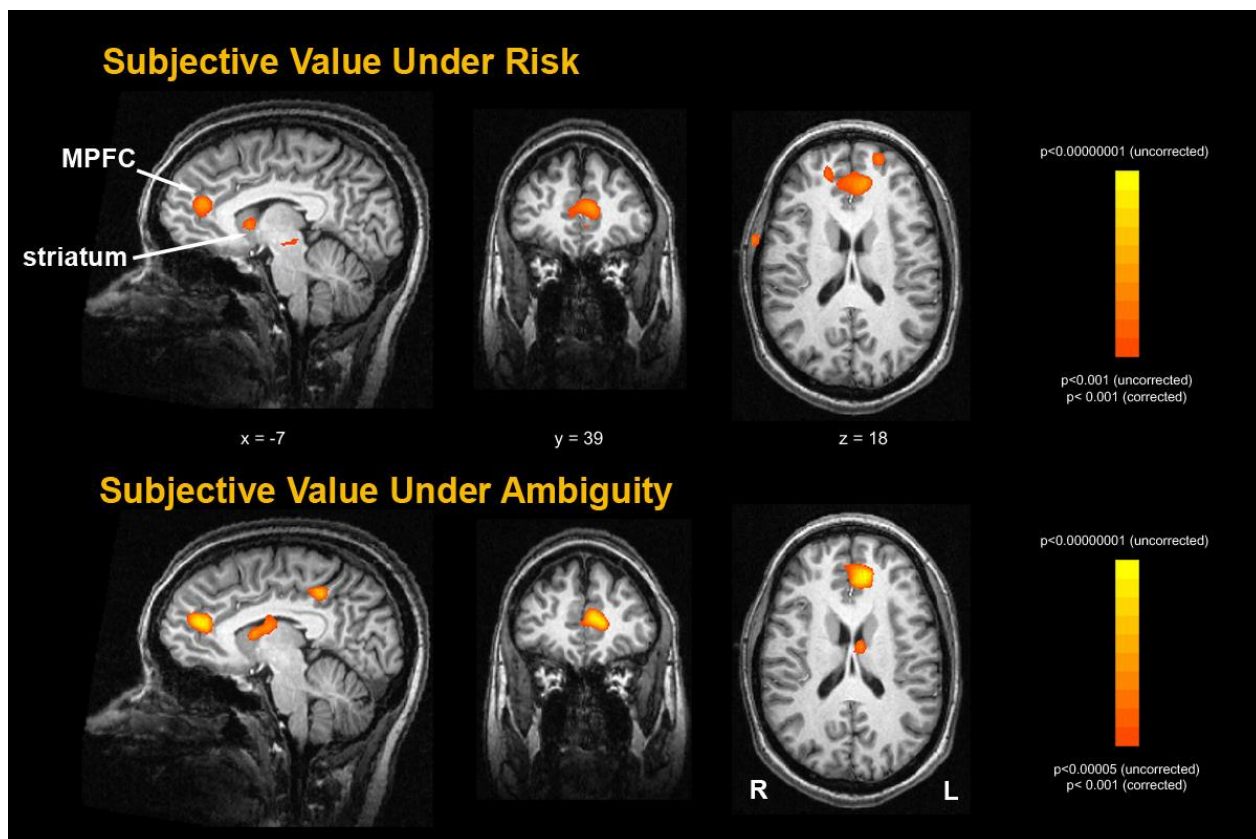 Subjective Value Under Risk
MPFC
striatum
p<0.00000001 (uncorrected)
p<0.001 (uncorrected)
p< 0.001 (corrected)
x = -7
y = 39
z = 18
Subjective Value Under Ambiguity
p<0.00000001 (uncorrected)
p<0.00005 (uncorrected)
p< 0.001 (corrected)
R
L